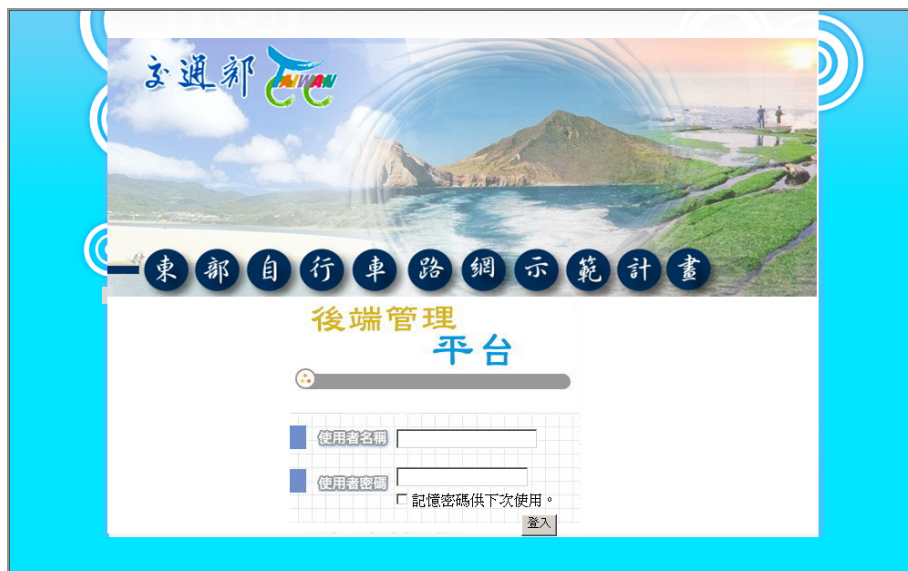 交通部 TAIWAN
東部自行車路網示範計畫
後端管理
平台
使用者名稱
使用者密碼
記憶密碼供下次使用。
登入